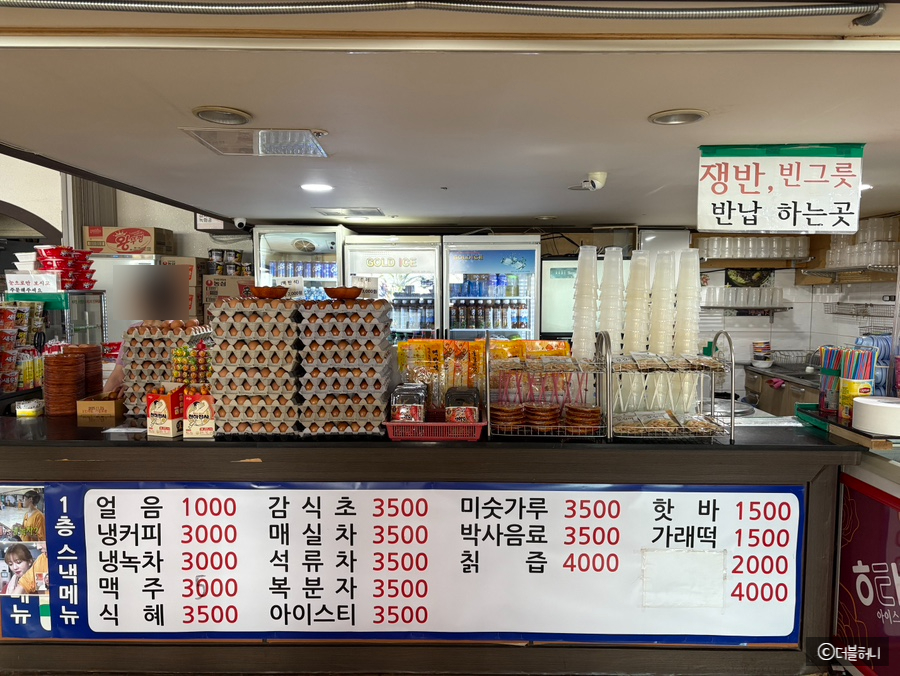 쟁반, 빈그릇
반납 하는곳
GOLD ICE
1층 스낵메뉴
얼음 1000
냉커피 3000
냉녹차 3000
맥주
식혜 3500
감식초 3500
매실차 3500
석류차 3500
복분자 3500
아이스티 3500
미숫가루 3500
박사음료 3500
칡즙 4000
핫바 1500
가래떡 1500
2000
4000
메뉴
ⓒ더블허니